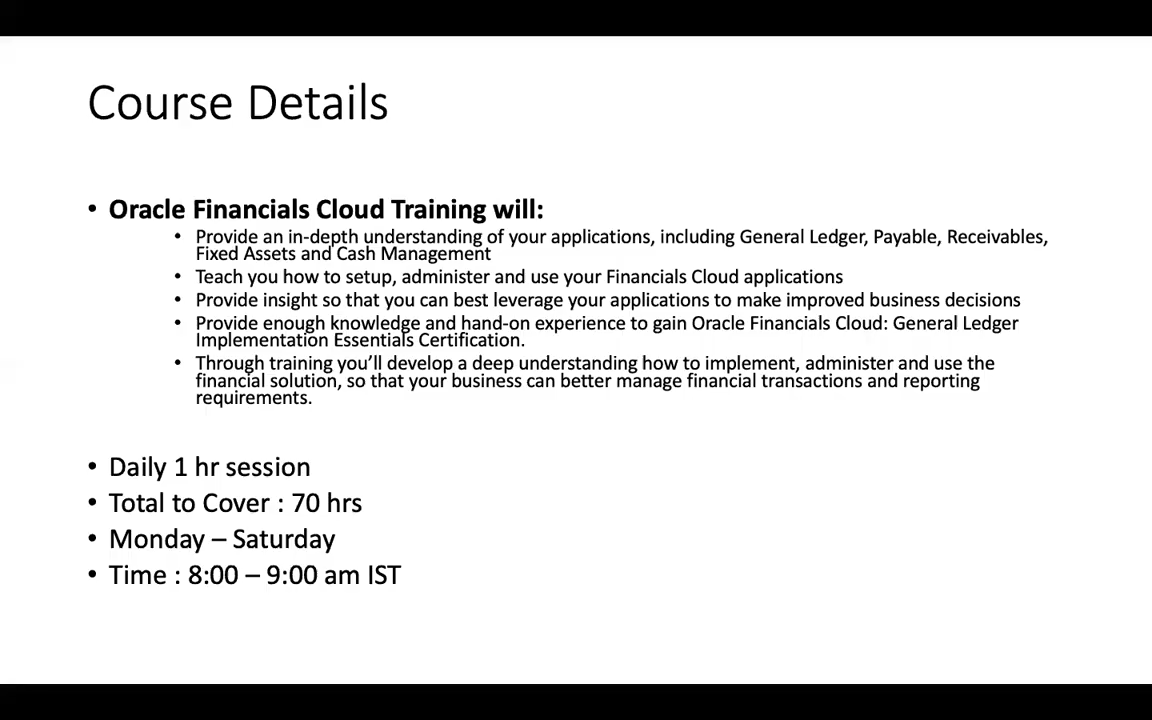 Course Details
• Oracle Financials Cloud Training will:
• Provide an in-depth understanding of your applications, including General Ledger, Payable, Receivables,
Fixed Assets and Cash Management
• Teach you how to setup, administer and use your Financials Cloud applications
• Provide insight so that you can best leverage your applications to make improved business decisions
• Provide enough knowledge and hand-on experience to gain Oracle Financials Cloud: General Ledger
Implementation Essentials Certification.
• Through training you’ll develop a deep understanding how to implement, administer and use the
financial solution, so that your business can better manage financial transactions and reporting
requirements.
• Daily 1 hr session
• Total to Cover : 70 hrs
• Monday – Saturday
• Time : 8:00 – 9:00 am IST